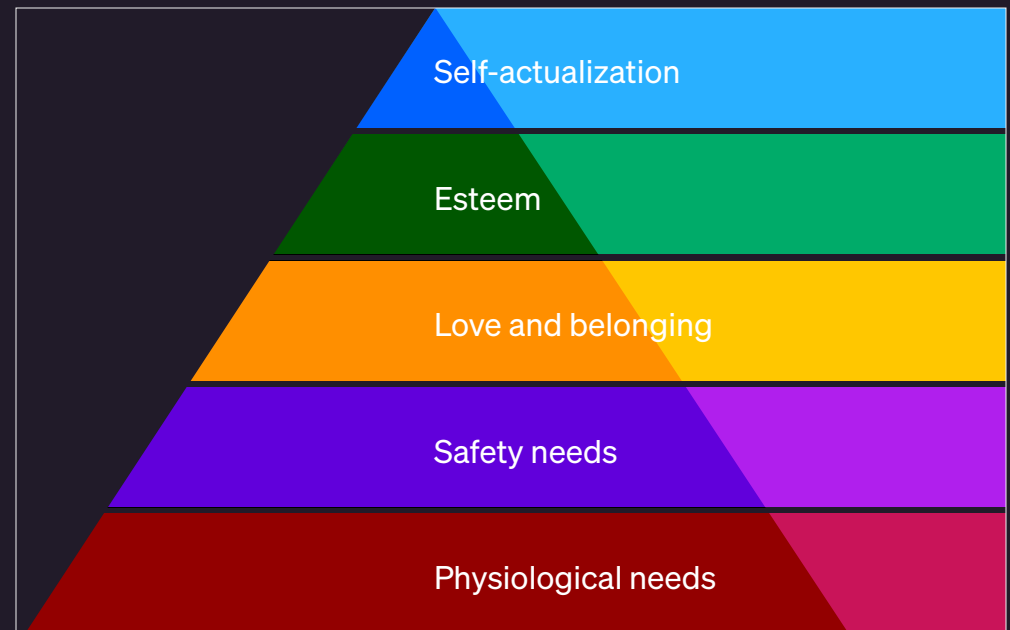 Self-actualization
Esteem
Love and belonging
Safety needs
Physiological needs